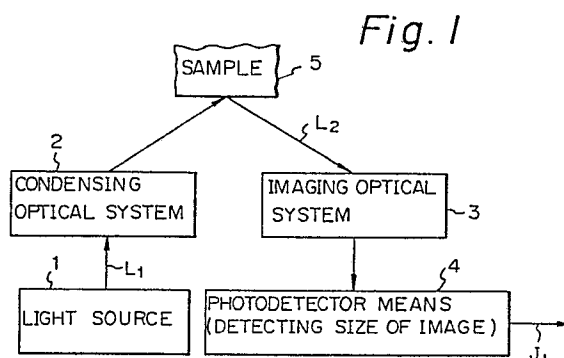 Fig. 1
SAMPLE
5
L2
2
CONDENSING
OPTICAL SYSTEM
IMAGING OPTICAL
SYSTEM
3
1
L1
4
LIGHT SOURCE
PHOTODETECTOR MEANS
(DETECTING SIZE OF IMAGE)